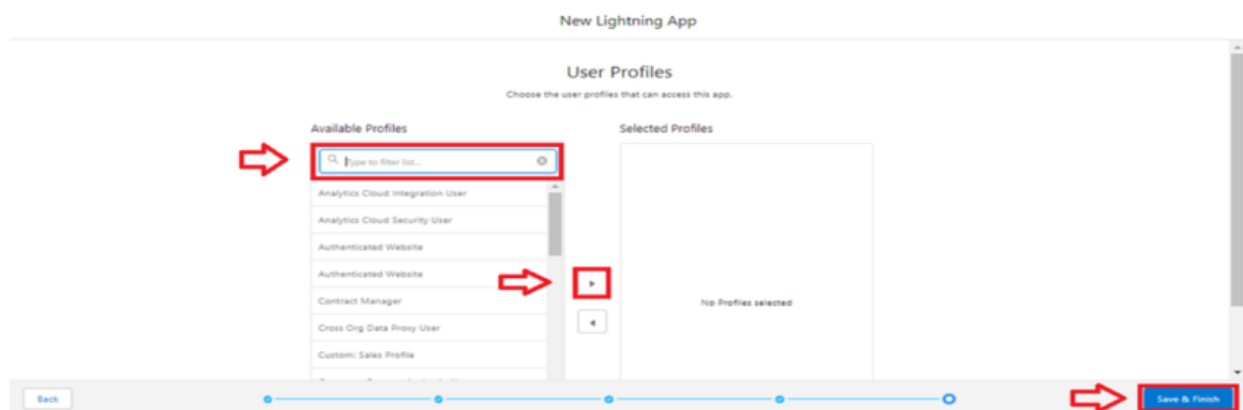 New Lightning App
User Profiles
Choose the user profiles that can access this app.
Available Profiles
Selected Profiles
Type to filter list...
Analytics Cloud Integration User
Analytics Cloud Security User
Authenticated Website
Authenticated Website
Contract Manager
No Profiles selected
Cross Org Data Proxy User
Custom: Sales Profile
Back
Save & Finish